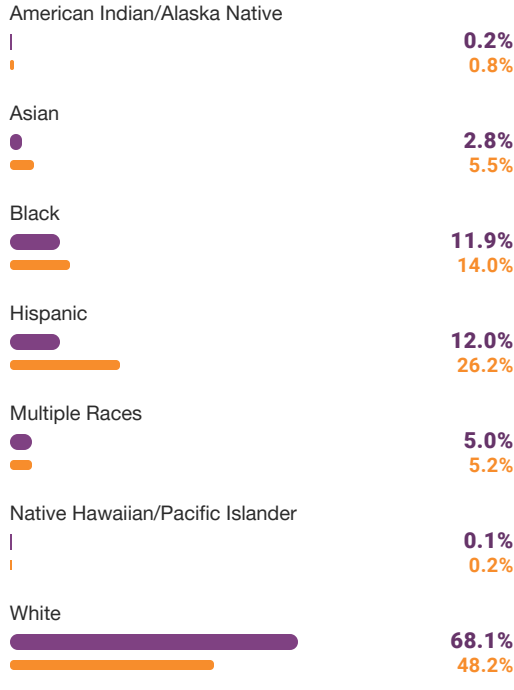 American Indian/Alaska Native
0.2%
0.8%
Asian
2.8%
5.5%
Black
11.9%
14.0%
Hispanic
12.0%
26.2%
Multiple Races
5.0%
5.2%
Native Hawaiian/Pacific Islander
0.1%
0.2%
White
68.1%
48.2%